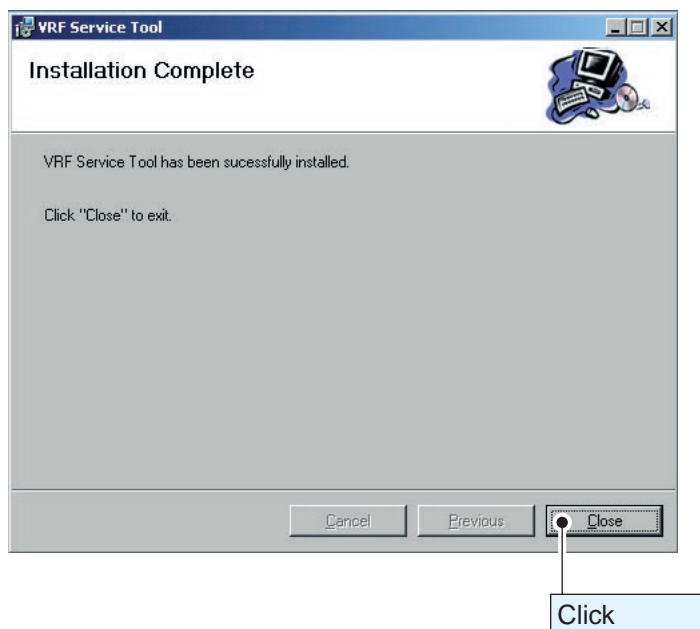 VRF Service Tool
Installation Complete
VRF Service Tool has been sucessfully installed.
Click "Close" to exit.
Cancel
Previous
Close
Click